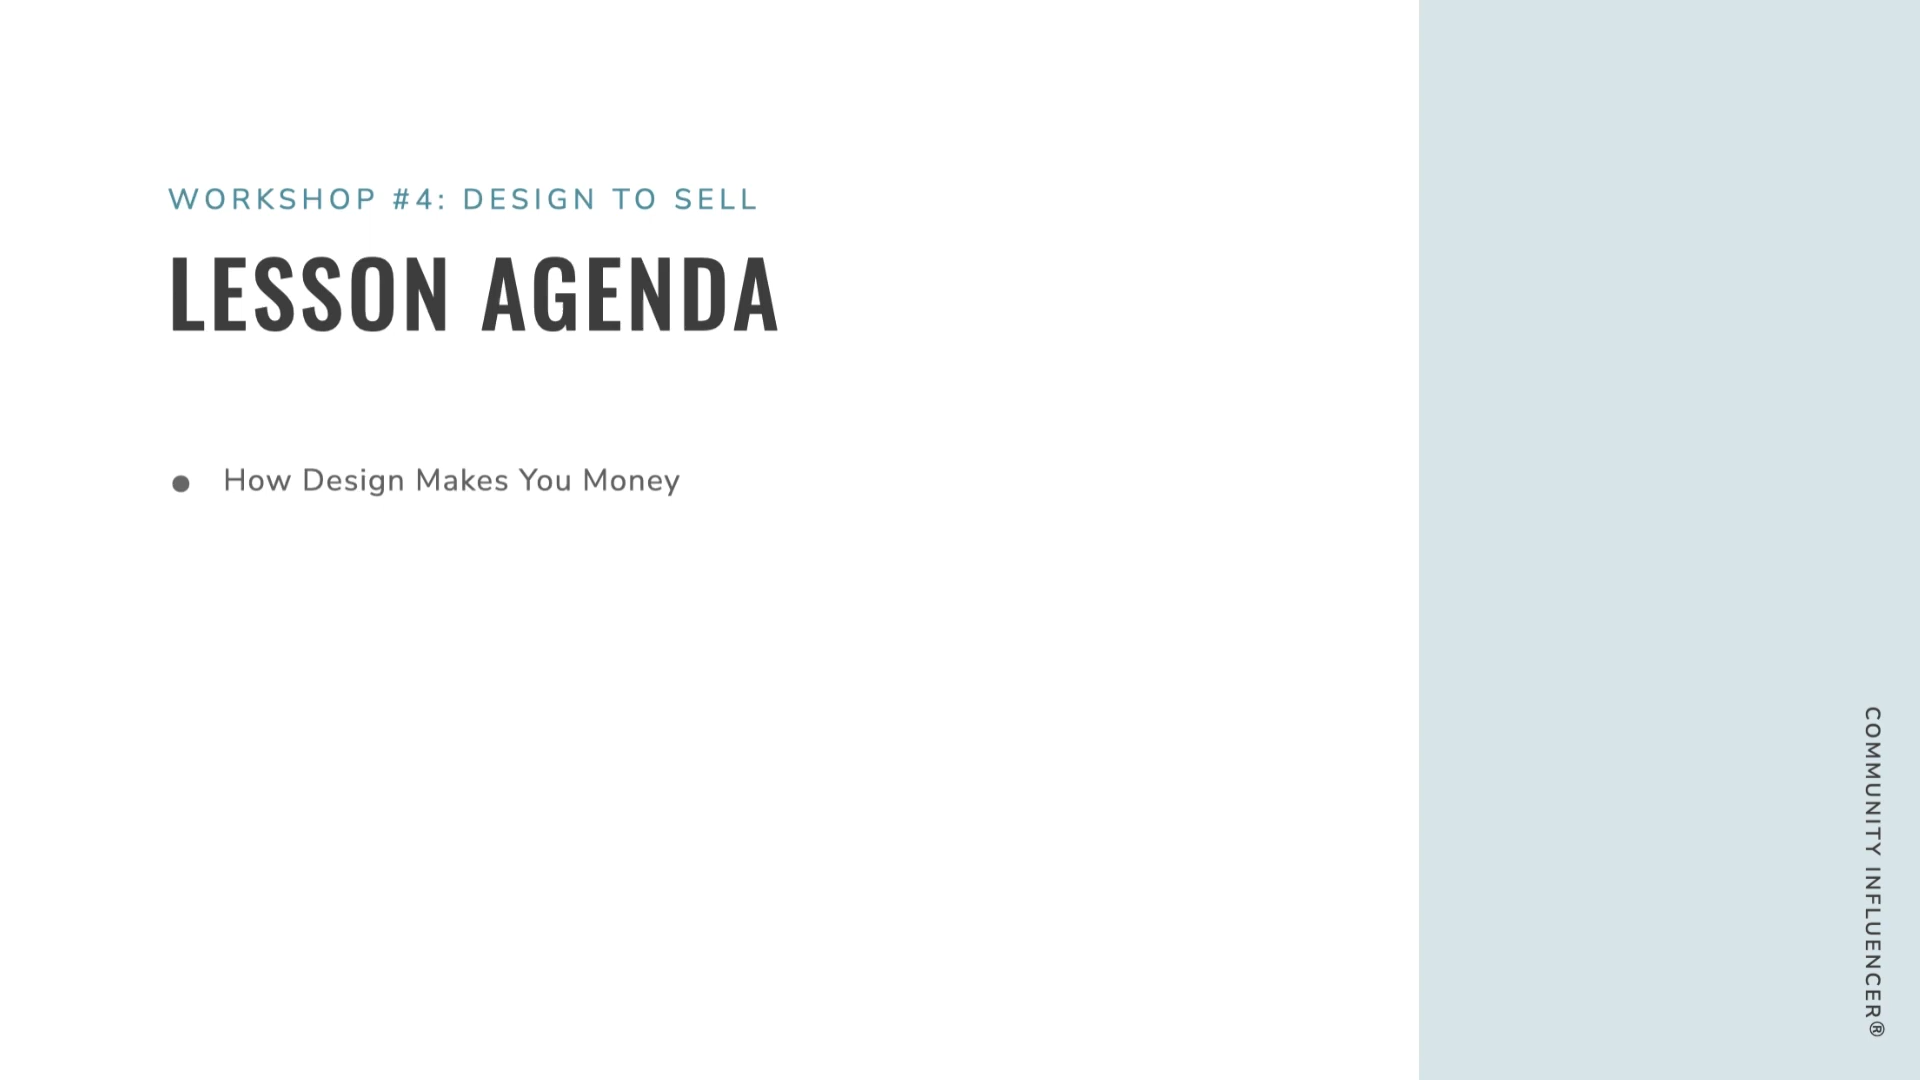 WORKSHOP #4: DESIGN TO SELL
LESSON AGENDA
● How Design Makes You Money
COMMUNITY INFLUENCER®